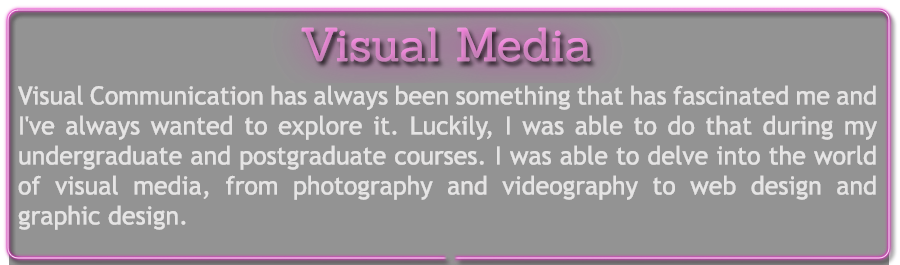 Visual Media
Visual Communication has always been something that has fascinated me and
I've always wanted to explore it. Luckily, I was able to do that during my
undergraduate and postgraduate courses. I was able to delve into the world
of visual media, from photography and videography to web design and
graphic design.